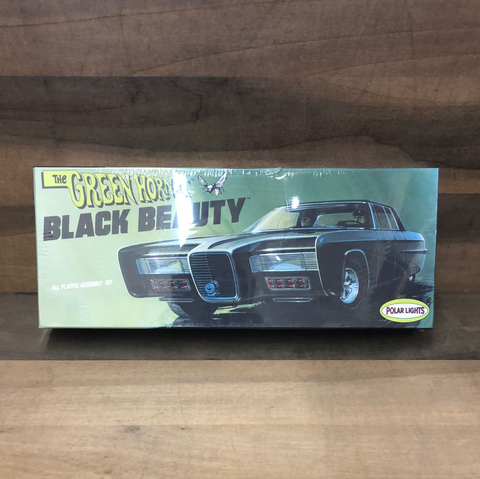 THE GREEN HORNET
BLACK BEAUTY
ALL PLASTIC ASSEMBLY KIT
POLAR LIGHTS